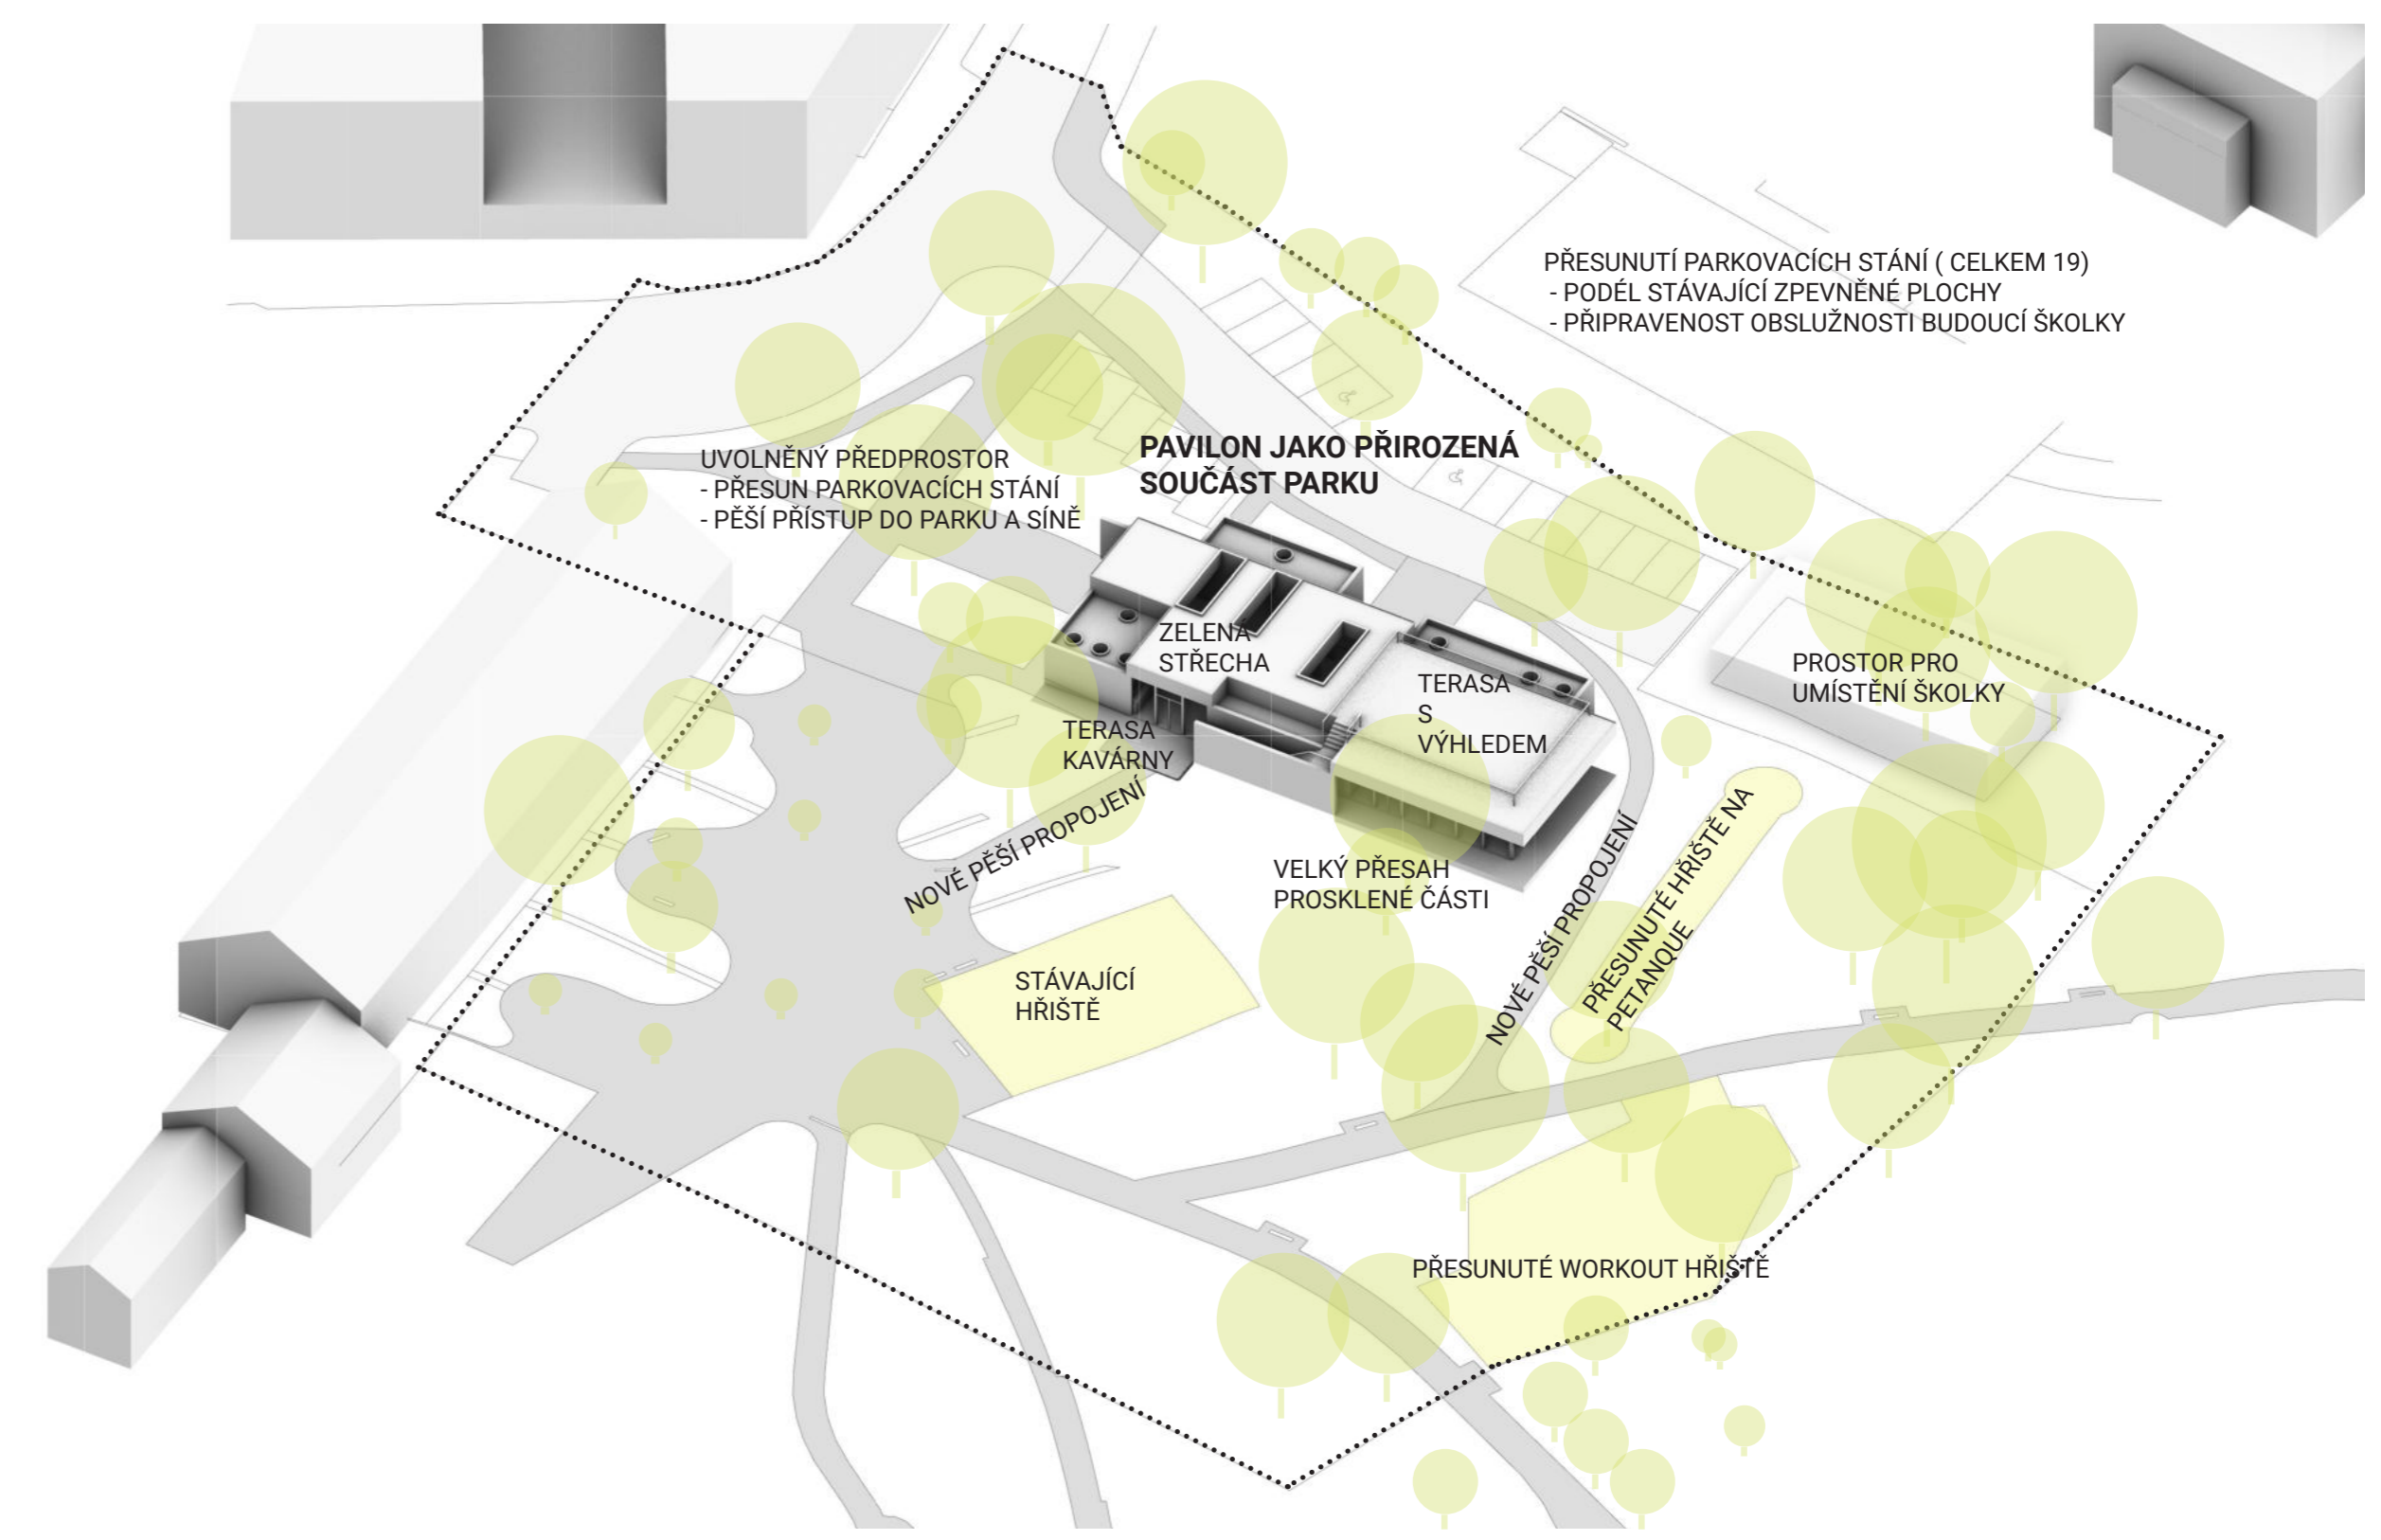 PŘESUNUTÍ PARKOVACÍCH STÁNÍ ( CELKEM 19)
- PODÉL STÁVAJÍCÍ ZPEVNĚNÉ PLOCHY
- PŘIPRAVENOST OBSLUŽNOSTI BUDOUCÍ ŠKOLKY
PAVILON JAKO PŘIROZENÁ
SOUČÁST PARKU
UVOLNĚNÝ PŘEDPROSTOR
- PŘESUN PARKOVACÍCH STÁNÍ
- PĚŠÍ PŘÍSTUP DO PARKU A SÍNĚ
ZELENA
STŘECHA
TERASA
S
VÝHLEDEM
PROSTOR PRO
UMÍSTĚNÍ ŠKOLKY
TERASA
KAVÁRNY
NOVÉ PĚŠÍ PROPOJENÍ
VELKÝ PŘESAH
PROSKLENÉ ČÁSTI
NOVÉ PĚŠÍ PROPOJENÍ
PŘESUNUTÉ HŘIŠTĚ NA
PETANQUE
STÁVAJÍCÍ
HŘIŠTĚ
PŘESUNUTÉ WORKOUT HŘIŠTĚ